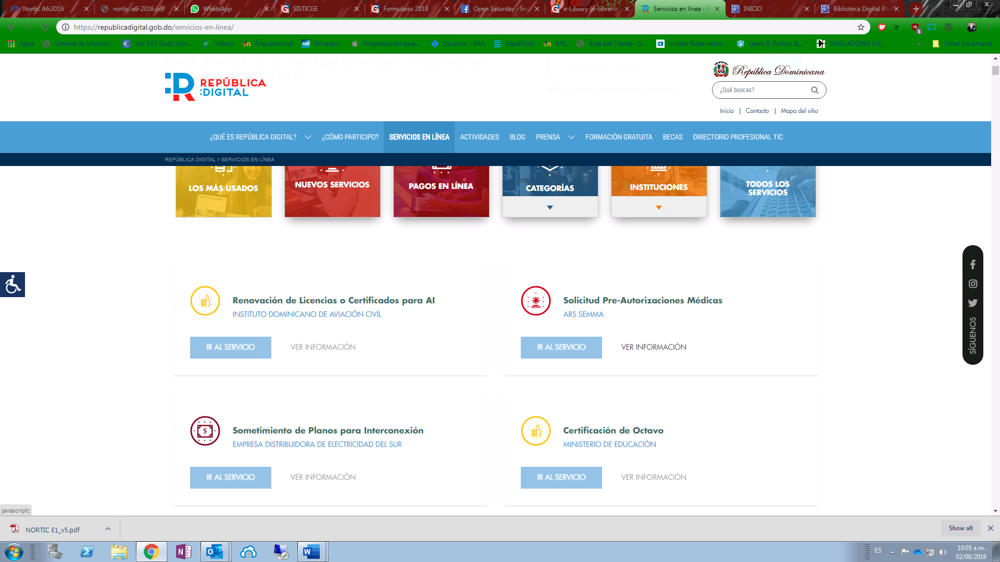 Nortic A6:2016
nortic-a6-2016.pdf
WhatsApp
SISTICGE
Formulario 2018
Open Saturday - Ini
e-Library (e-Librería
Servicios en línea - R
INICIO
Biblioteca Digital BN
https://republicadigital.gob.do/servicios-en-linea/
5
Apps
Sistema de Monitor...
Ver 5.07 God's Gon...
Videos
Área personal
Miríadax -
Programación para...
Usuarios - JIRA
StackSkills
WKL
Área del Cliente - S...
Instalar Kubernetes...
Learn R, Python &...
SIMULADORES ELE...
»
Other bookmarks
Busca el servicio de tu interés por el nombre o utiliza nuestros
facilidad
REPÚBLICA
:DIGITAL
República Dominicana
¿Qué buscas?
Inicio | Contacto | Mapa del sitio
¿QUÉ ES REPÚBLICA DIGITAL?
¿CÓMO PARTICIPO?
SERVICIOS EN LÍNEA
ACTIVIDADES
BLOG
PRENSA
FORMACIÓN GRATUITA
BECAS
DIRECTORIO PROFESIONAL TIC
REPÚBLICA DIGITAL > SERVICIOS EN LÍNEA
LOS MÁS USADOS
NUEVOS SERVICIOS
PAGOS EN LÍNEA
CATEGORÍAS
INSTITUCIONES
TODOS LOS
SERVICIOS
Renovación de Licencias o Certificados para AI
INSTITUTO DOMINICANO DE AVIACIÓN CIVÍL
IR AL SERVICIO
VER INFORMACIÓN
Solicitud Pre-Autorizaciones Médicas
ARS SEMMA
IR AL SERVICIO
VER INFORMACIÓN
SÍGUENOS
Sometimiento de Planos para Interconexión
EMPRESA DISTRIBUIDORA DE ELECTRICIDAD DEL SUR
IR AL SERVICIO
VER INFORMACIÓN
Certificación de Octavo
MINISTERIO DE EDUCACIÓN
IR AL SERVICIO
VER INFORMACIÓN
javascript:;
NORTIC E1_v5.pdf
Show all
ES
10:05 a.m.
02/08/2019